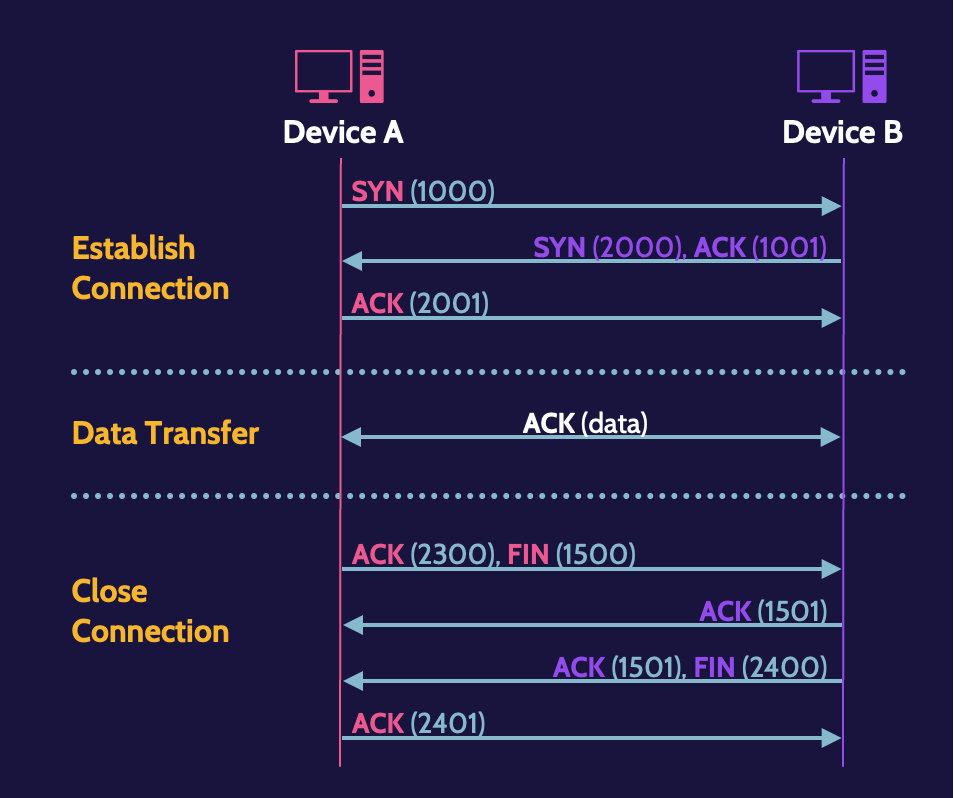 Device A
Device B
SYN (1000)
SYN (2000), ACK (1001)
ACK (2001)
Establish
Connection
ACK (data)
Data Transfer
ACK (2300), FIN (1500)
ACK (1501)
ACK (1501), FIN (2400)
ACK (2401)
Close
Connection